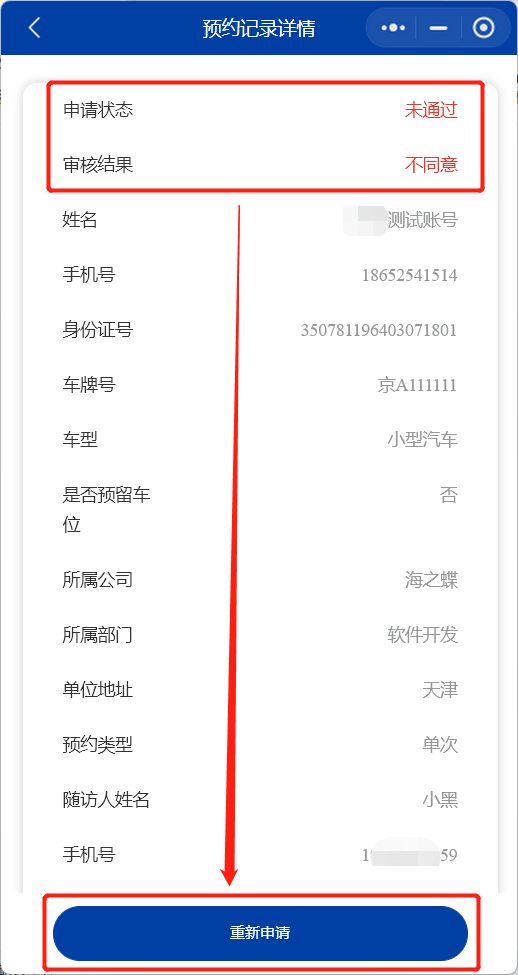 预约记录详情
申请状态 未通过
审核结果 不同意
姓名 测试账号
手机号 18652541514
身份证号 350781196403071801
车牌号 京A111111
车型 小型汽车
是否预留车 否
位
所属公司 海之蝶
所属部门 软件开发
单位地址 天津
预约类型 单次
随访人姓名 小黑
手机号 1 59
重新申请